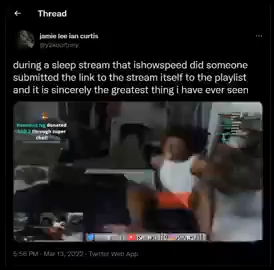 Thread
jamie lee ian curtis
during a sleep stream that ishowspeed did someone
submitted the link to the stream itself to the playlist
and it is sincerely the greatest thing i have ever seen
donated
through super
chat!
5:56 PM · Mar 13, 2022 · Twitter Web App